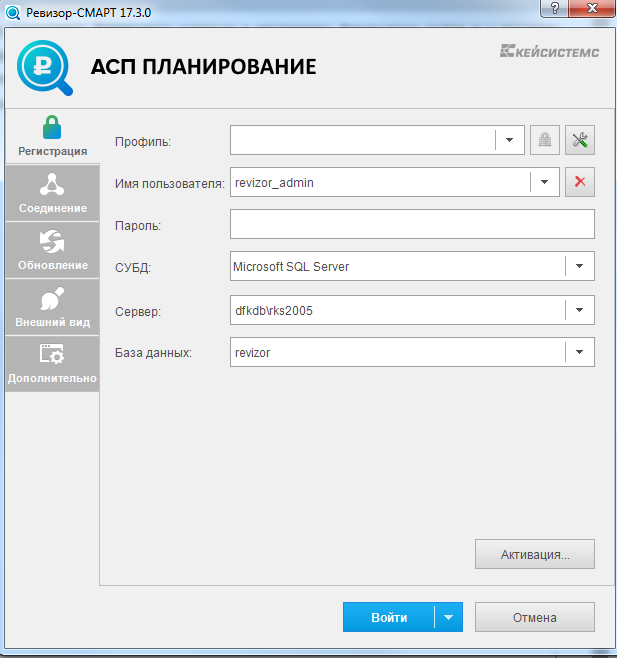 Ревизор-СМАРТ 17.3.0
?
АСП ПЛАНИРОВАНИЕ
КЕЙСИСТЕМС
Регистрация
Соединение
Обновление
Внешний вид
Дополнительно
Профиль:
Имя пользователя: revizor_admin
Пароль:
СУБД: Microsoft SQL Server
Сервер: dfkdb\rks2005
База данных: revizor
Активация...
Войти
Отмена